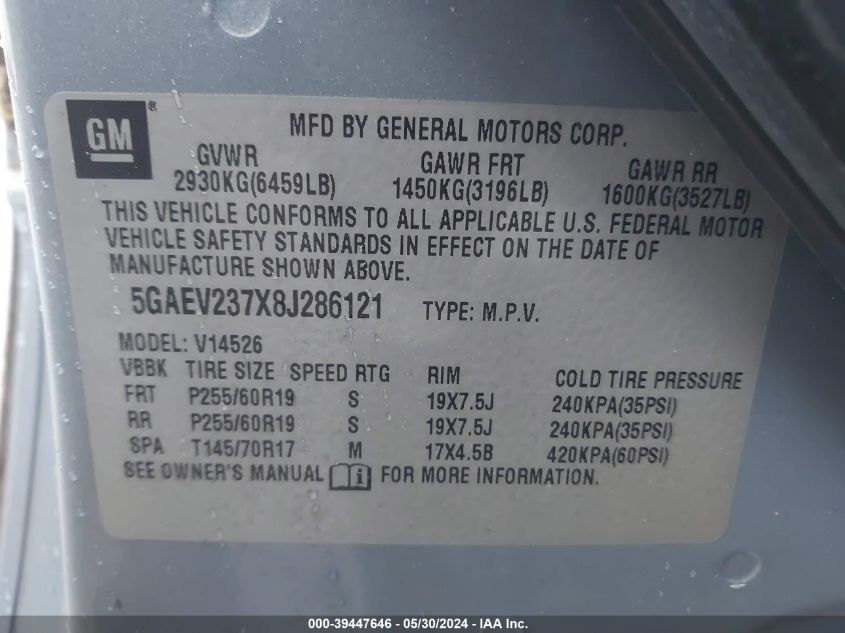 GM ®
MFD BY GENERAL MOTORS CORP.
GVWR GAWR FRT GAWR RR
2930KG(6459LB) 1450KG(3196LB) 1600KG(3527LB)
THIS VEHICLE CONFORMS TO ALL APPLICABLE U.S. FEDERAL MOTOR
VEHICLE SAFETY STANDARDS IN EFFECT ON THE DATE OF
MANUFACTURE SHOWN ABOVE.
5GAEV237X8J286121 TYPE: M.P.V.
MODEL: V14526
VBBK TIRE SIZE SPEED RTG RIM COLD TIRE PRESSURE
FRT P255/60R19 S 19X7.5J 240KPA(35PSI)
RR P255/60R19 S 19X7.5J 240KPA(35PSI)
SPA T145/70R17 M 17X4.5B 420KPA(60PSI)
SEE OWNER'S MANUAL i FOR MORE INFORMATION.
000-39447646 — 05/30/2024 — IAA Inc.